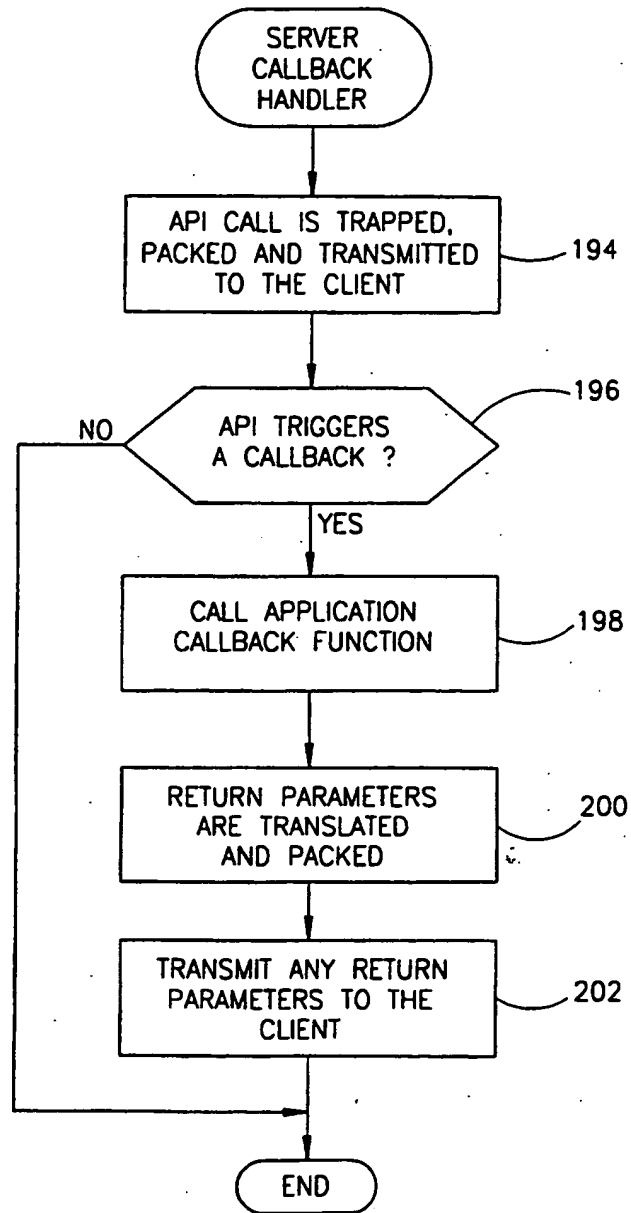 SERVER
CALLBACK
HANDLER
API CALL IS TRAPPED,
PACKED AND TRANSMITTED
TO THE CLIENT
194
196
API TRIGGERS
A CALLBACK ?
NO
YES
CALL APPLICATION
CALLBACK FUNCTION
198
RETURN PARAMETERS
ARE TRANSLATED
AND PACKED
200
TRANSMIT ANY RETURN
PARAMETERS TO THE
CLIENT
202
END